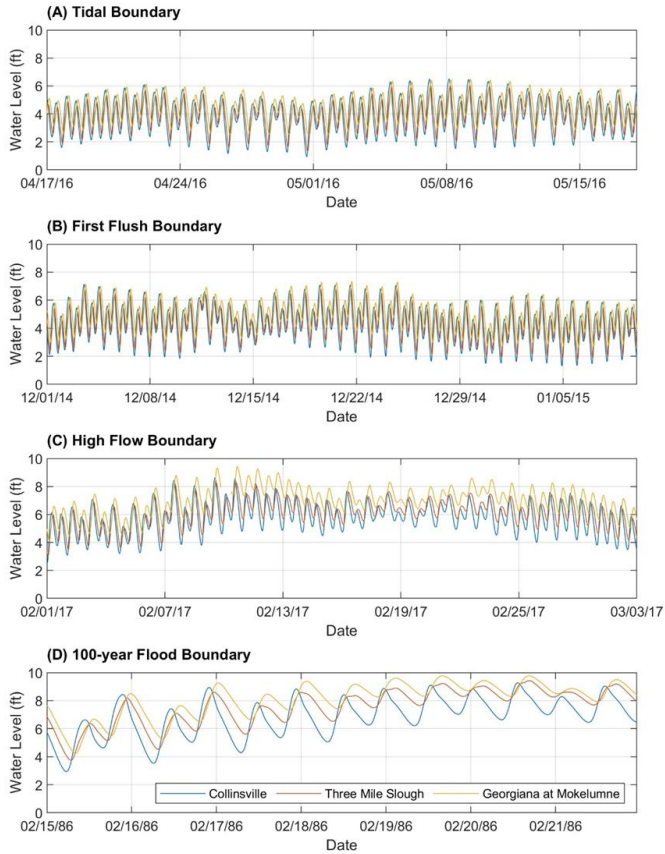 (A) Tidal Boundary
10
8
6
4
2
0
Water Level (ft)
04/17/16 04/24/16 05/01/16 05/08/16 05/15/16
Date
(B) First Flush Boundary
10
8
6
4
2
0
Water Level (ft)
12/01/14 12/08/14 12/15/14 12/22/14 12/29/14 01/05/15
Date
(C) High Flow Boundary
10
8
6
4
2
0
Water Level (ft)
02/01/17 02/07/17 02/13/17 02/19/17 02/25/17 03/03/17
Date
(D) 100-year Flood Boundary
10
8
6
4
2
0
Water Level (ft)
Collinsville Three Mile Slough Georgiana at Mokelumne
02/15/86 02/16/86 02/17/86 02/18/86 02/19/86 02/20/86 02/21/86
Date